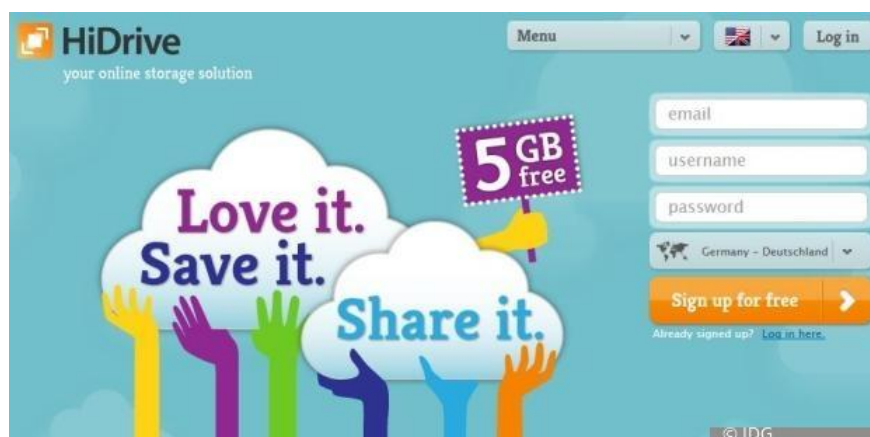 HiDrive
your online storage solution
Menu
Log in
email
username
password
Germany – Deutschland
Sign up for free
Already signed up? Log in here.
5 GB
free
Love it.
Save it.
Share it.
© IDG